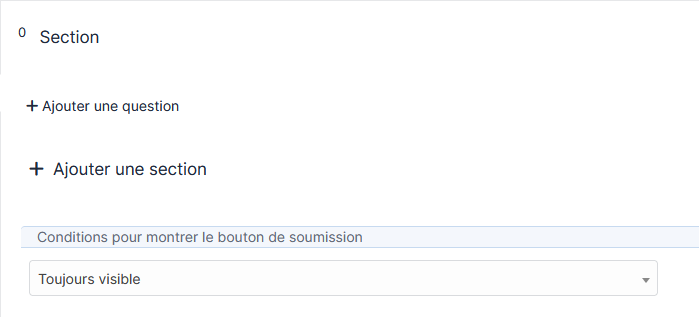 0 Section
+ Ajouter une question
+ Ajouter une section
Conditions pour montrer le bouton de soumission
Toujours visible